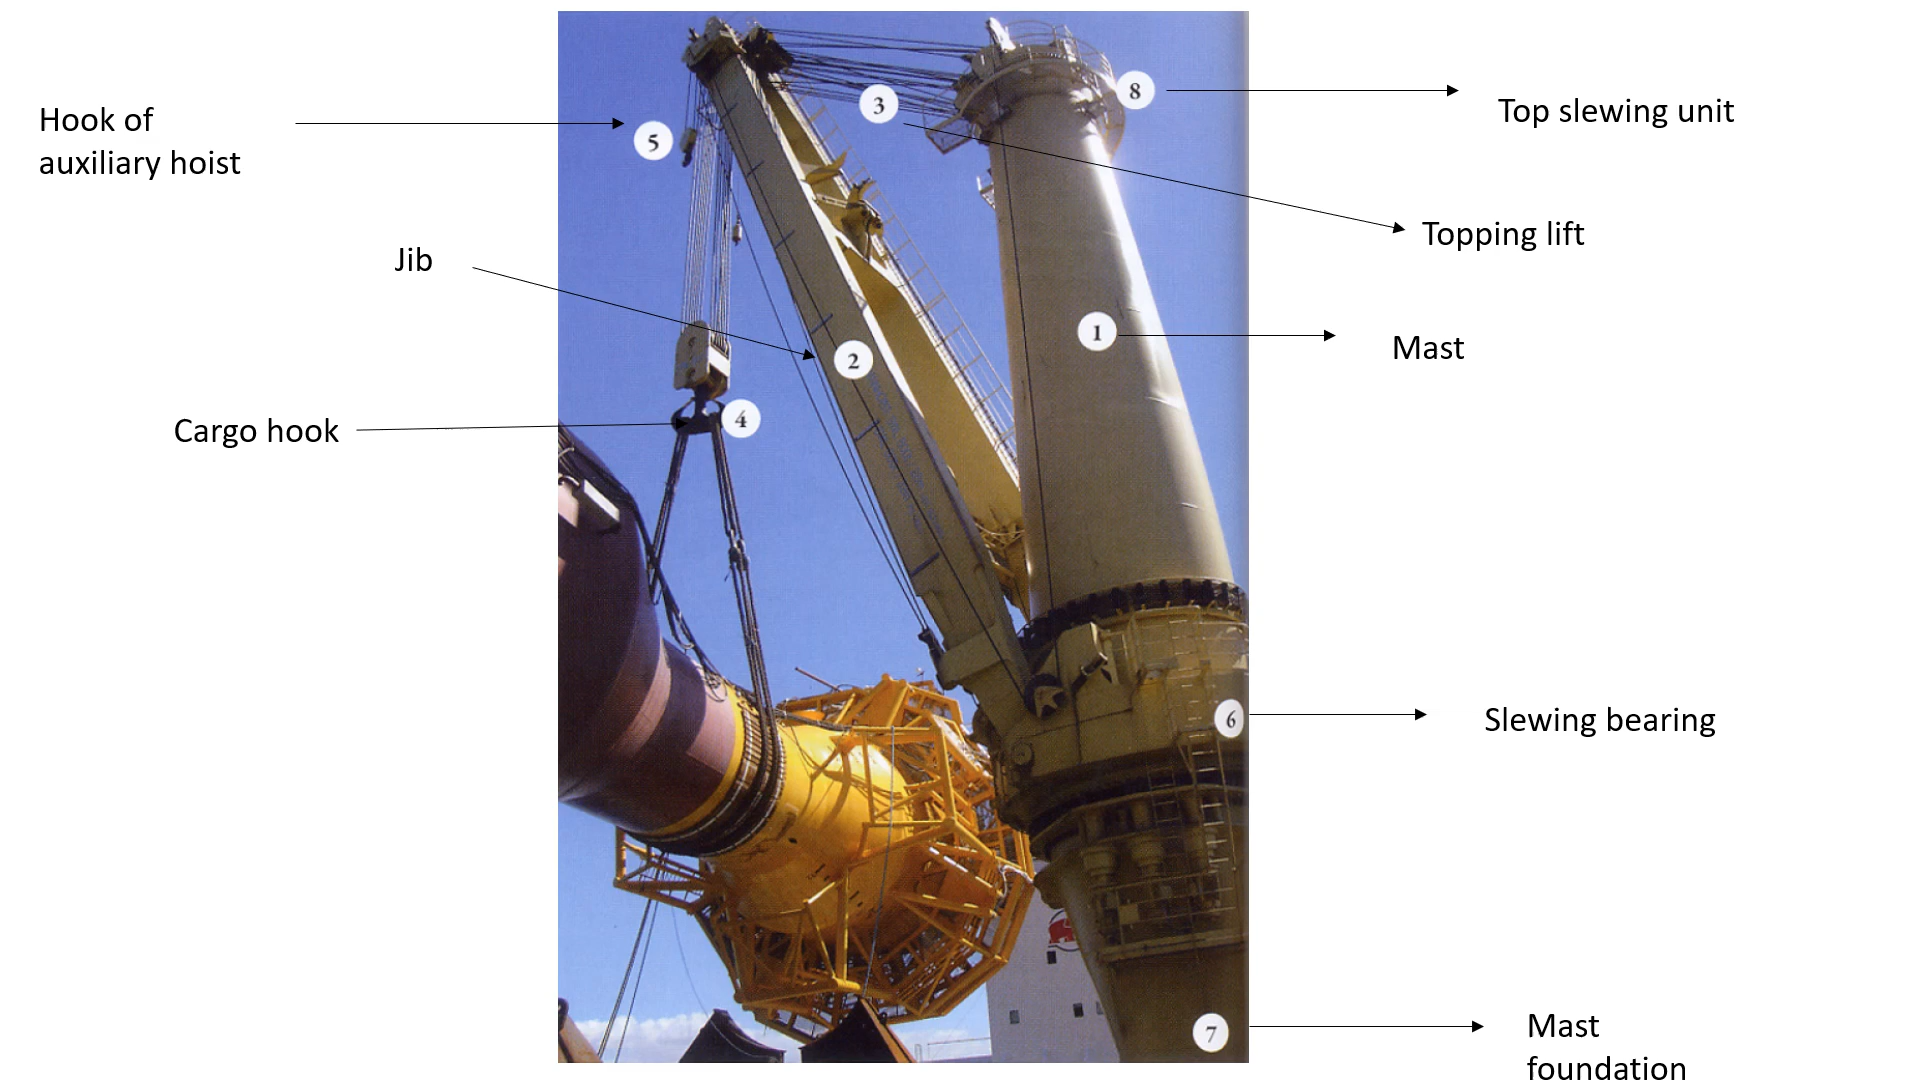 Hook of
auxiliary hoist
5
3
8
Top slewing unit
Topping lift
Jib
2
1
Mast
Cargo hook
4
6
Slewing bearing
7
Mast
foundation